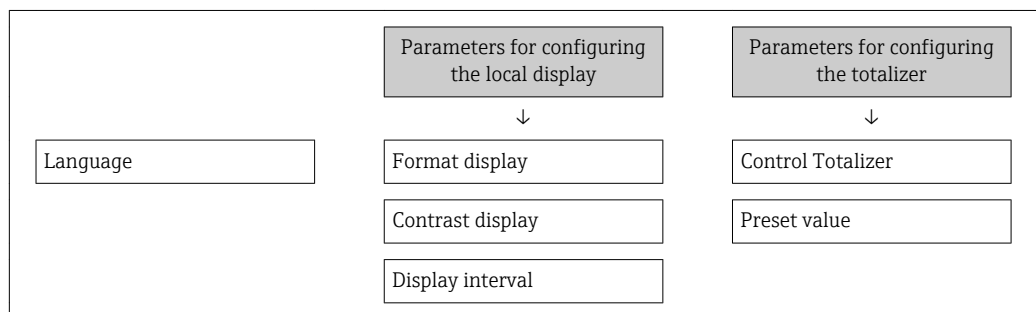 Parameters for configuring
the local display
Parameters for configuring
the totalizer
↓
↓
Language
Format display
Control Totalizer
Contrast display
Preset value
Display interval